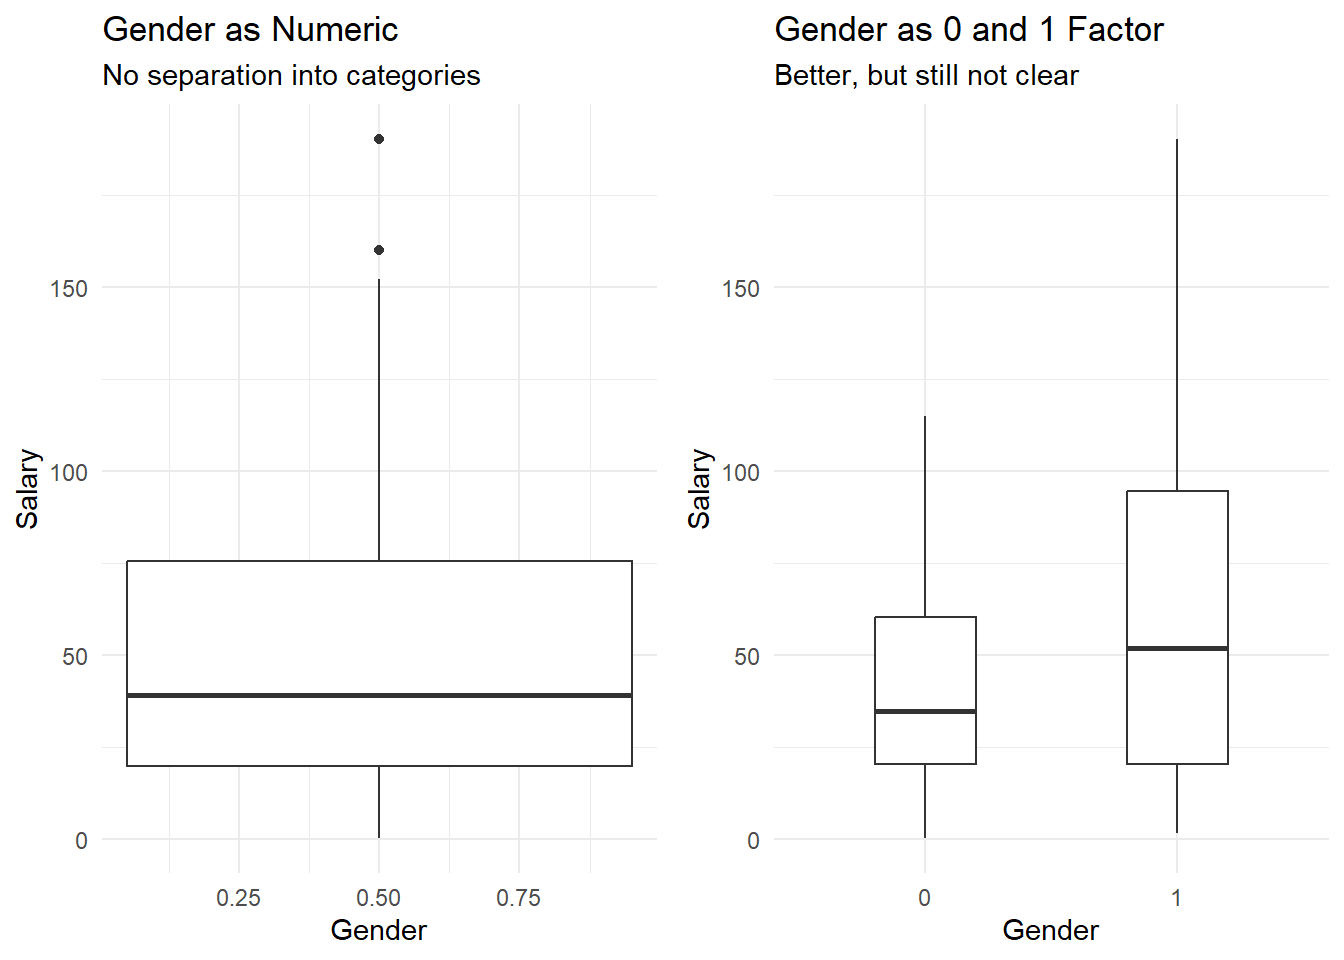 Gender as Numeric
No separation into categories
Salary
150
100
50
0
0.25 0.50 0.75
Gender
Gender as 0 and 1 Factor
Better, but still not clear
Salary
150
100
50
0
0 1
Gender